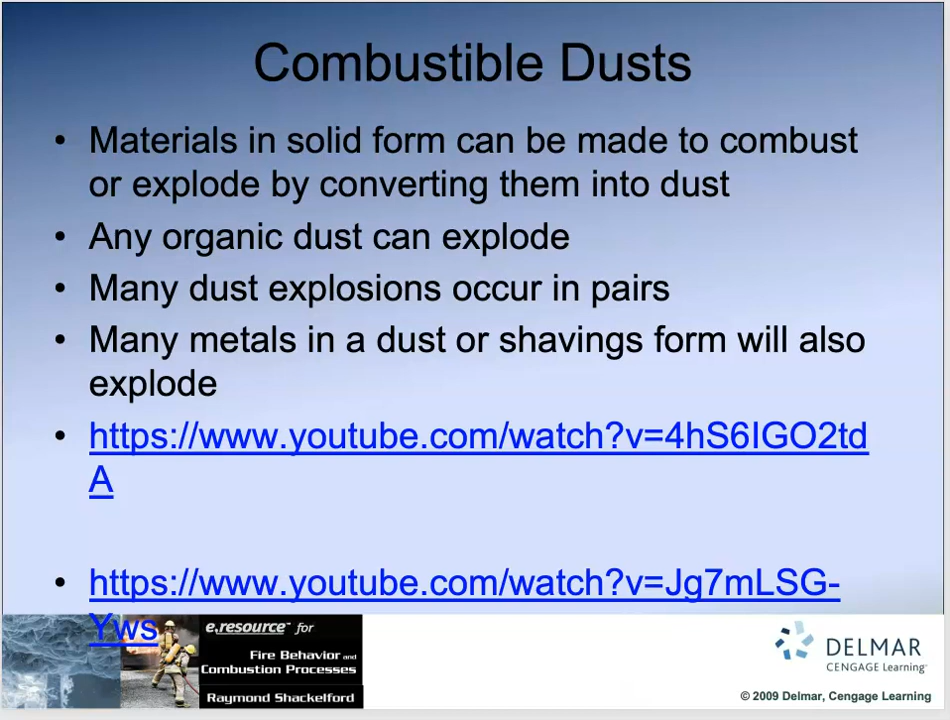 Combustible Dusts
• Materials in solid form can be made to combust
or explode by converting them into dust
• Any organic dust can explode
• Many dust explosions occur in pairs
• Many metals in a dust or shavings form will also
explode
• https://www.youtube.com/watch?v=4hS6IGO2td
A
• https://www.youtube.com/watch?v=Jg7mLSG-
Yws
e.resource™ for
Fire Behavior and
Combustion Processes
Raymond Shackelford
DELMAR
CENGAGE Learning™
© 2009 Delmar, Cengage Learning